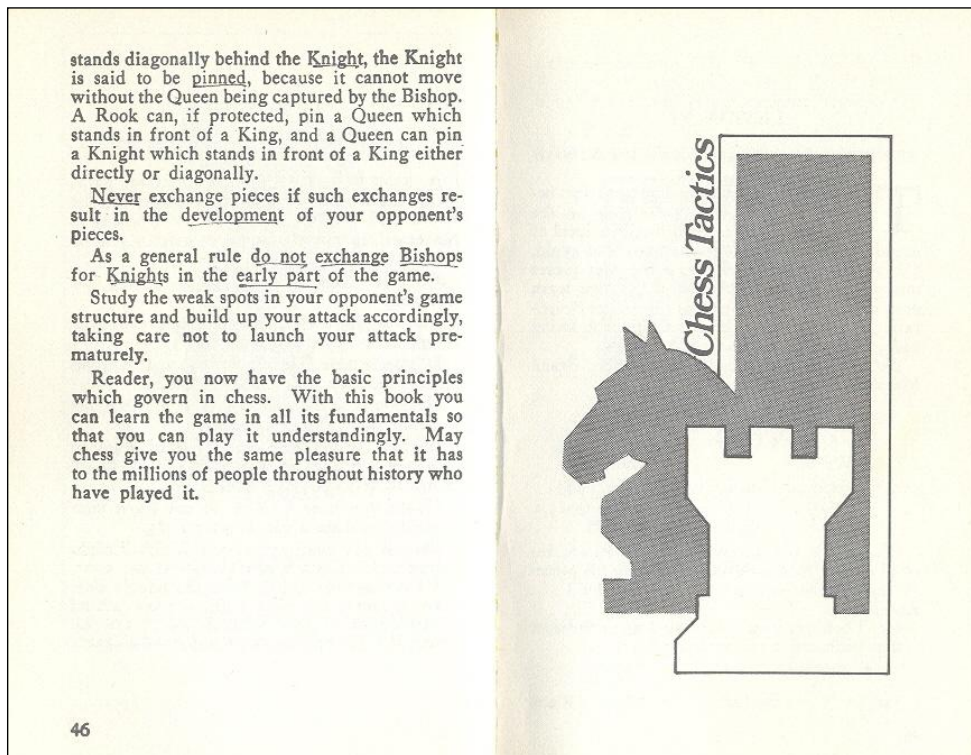 stands diagonally behind the Knight, the Knight
is said to be pinned, because it cannot move
without the Queen being captured by the Bishop.
A Rook can, if protected, pin a Queen which
stands in front of a King, and a Queen can pin
a Knight which stands in front of a King either
directly or diagonally.
Never exchange pieces if such exchanges re-
sult in the development of your opponent's
pieces.
As a general rule do not exchange Bishops
for Knights in the early part of the game.
Study the weak spots in your opponent's game
structure and build up your attack accordingly,
taking care not to launch your attack pre-
maturely.
Reader, you now have the basic principles
which govern in chess. With this book you
can learn the game in all its fundamentals so
that you can play it understandingly. May
chess give you the same pleasure that it has
to the millions of people throughout history who
have played it.
46
Chess Tactics